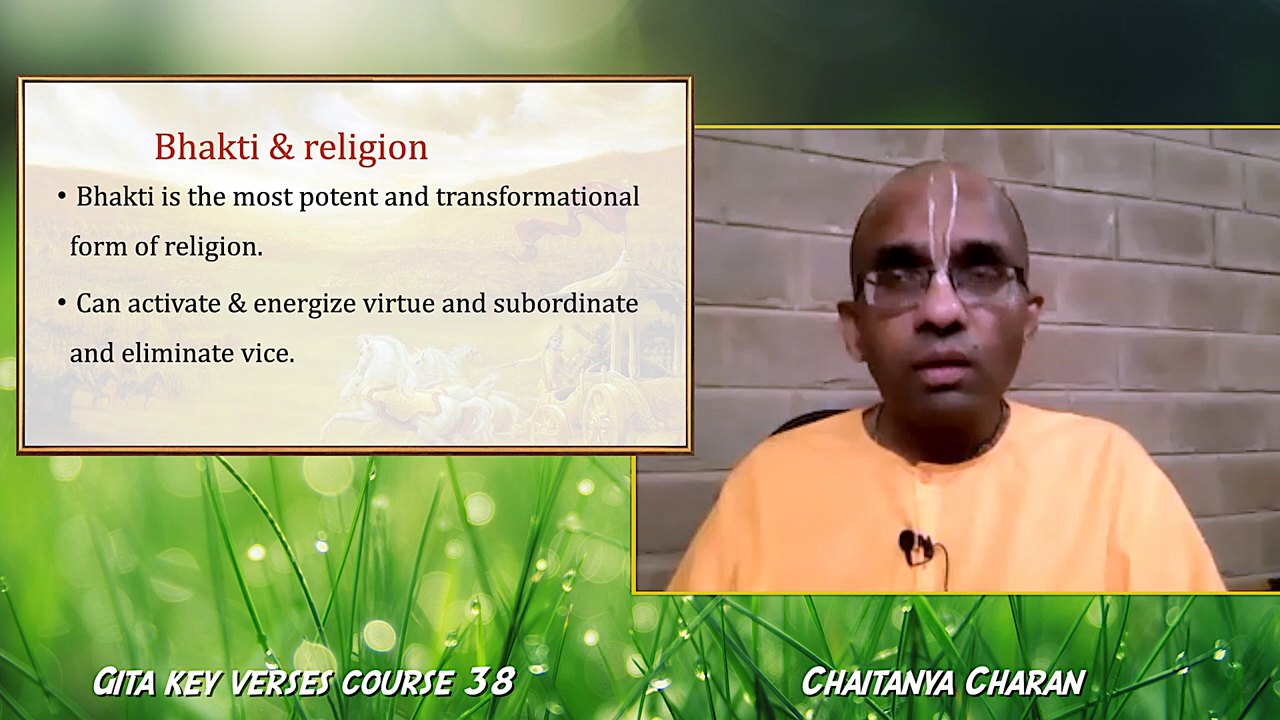 Bhakti & religion
• Bhakti is the most potent and transformational
form of religion.
• Can activate & energize virtue and subordinate
and eliminate vice.
GITA KEY VERSES COURSE 38
CHAITANYA CHARAN